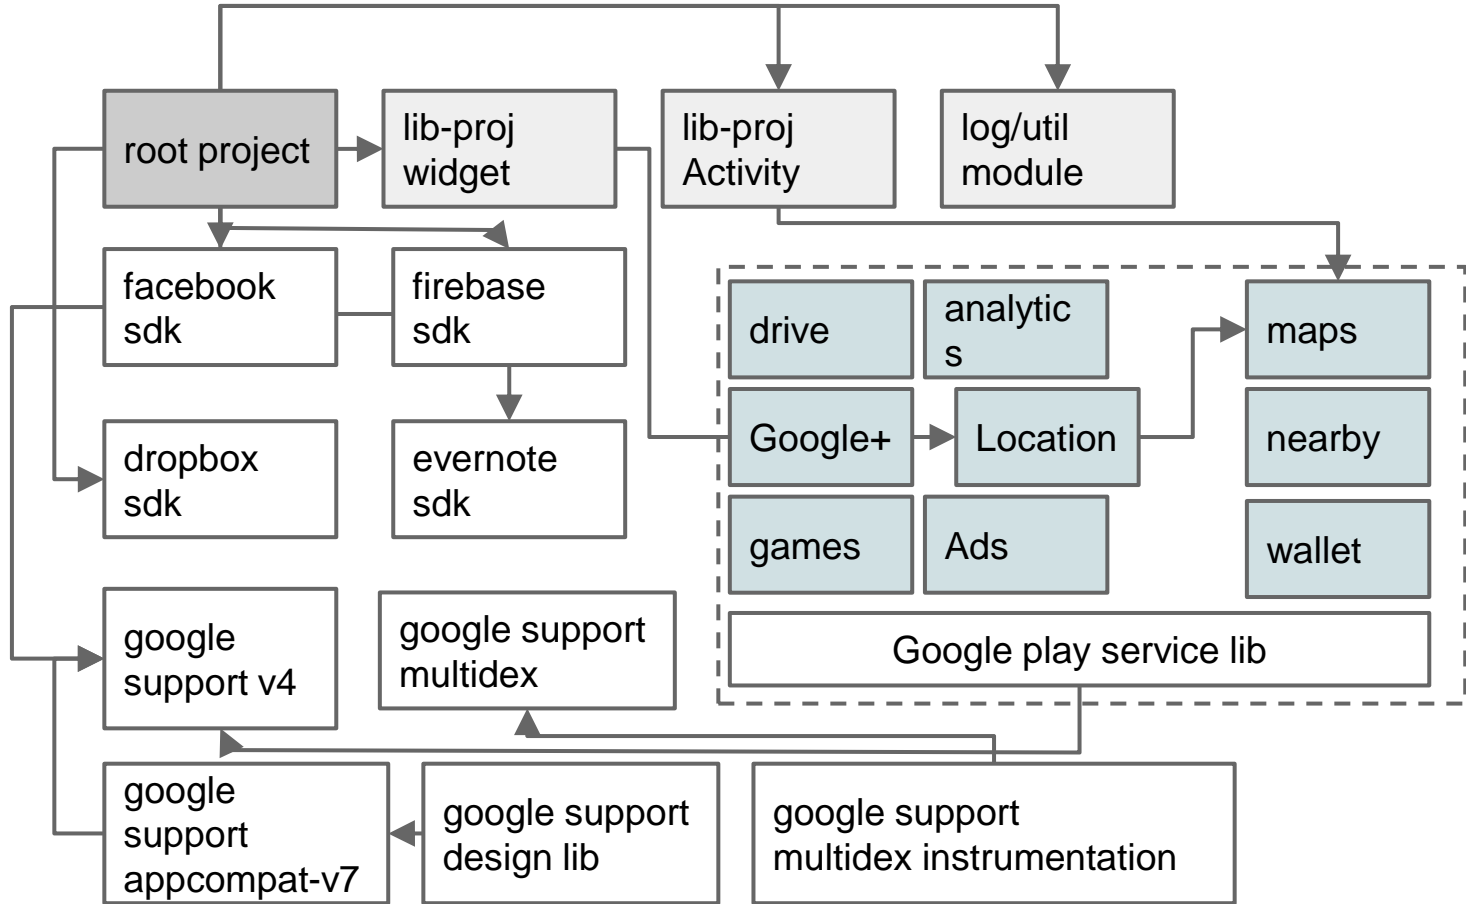 root project
lib-proj
widget
lib-proj
Activity
log/util
module
facebook
sdk
firebase
sdk
drive
analytic
s
maps
dropbox
sdk
evernote
sdk
Google+
Location
nearby
games
Ads
wallet
google
support v4
google support
multidex
Google play service lib
google
support
appcompat-v7
google support
design lib
google support
multidex instrumentation